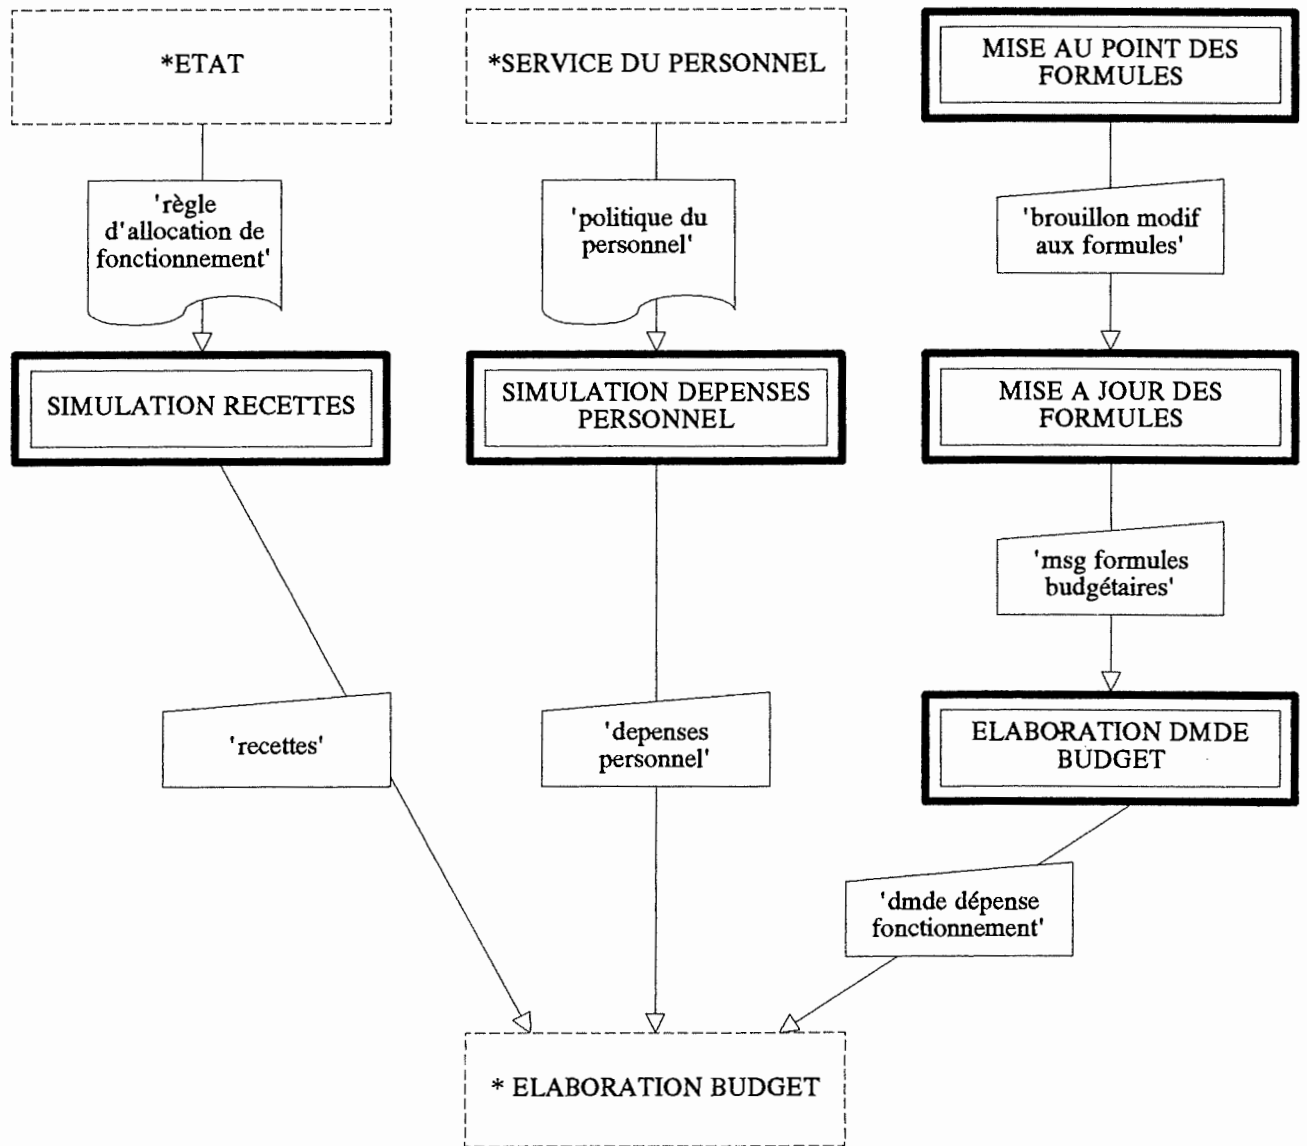 *ETAT
*SERVICE DU PERSONNEL
MISE AU POINT DES
FORMULES
'règle
d'allocation de
fonctionnement'
'politique du
personnel'
'brouillon modif
aux formules'
SIMULATION RECETTES
SIMULATION DEPENSES
PERSONNEL
MISE A JOUR DES
FORMULES
'msg formules
budgétaires'
'recettes'
'depenses
personnel'
ELABORATION DMDE
BUDGET
'dmde dépense
fonctionnement'
* ELABORATION BUDGET